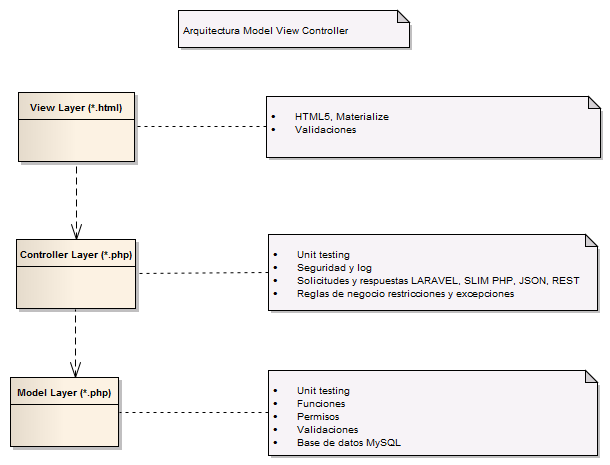 Arquitectura Model View Controller
View Layer (*.html)
• HTML5, Materialize
• Validaciones
Controller Layer (*.php)
• Unit testing
• Seguridad y log
• Solicitudes y respuestas LARAVEL, SLIM PHP, JSON, REST
• Reglas de negocio restricciones y excepciones
Model Layer (*.php)
• Unit testing
• Funciones
• Permisos
• Validaciones
• Base de datos MySQL